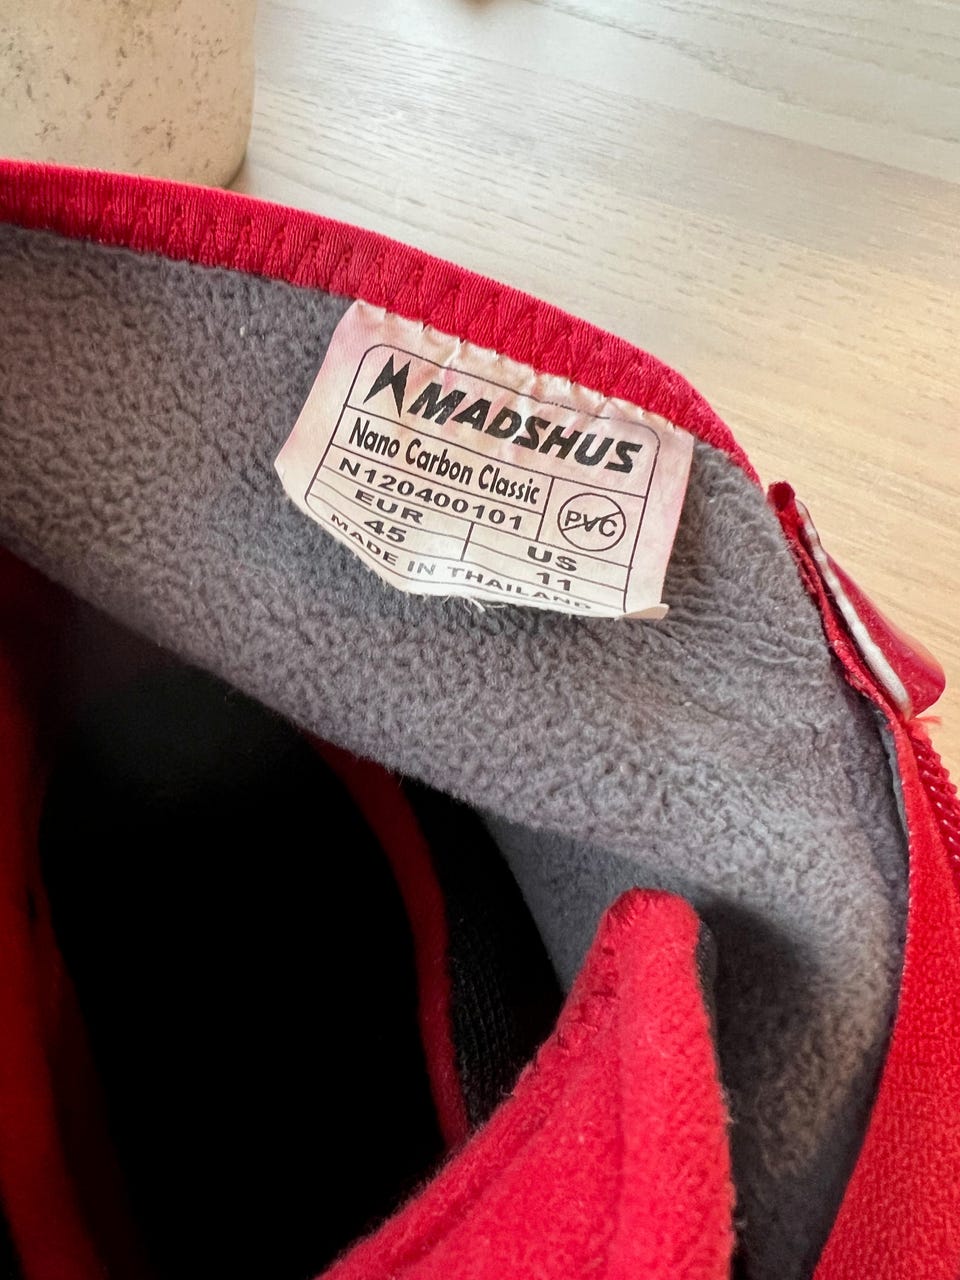 MADSHUS
Nano Carbon Classic
N120400101
PVC
EUR
45
US
11
MADE IN THAILAND